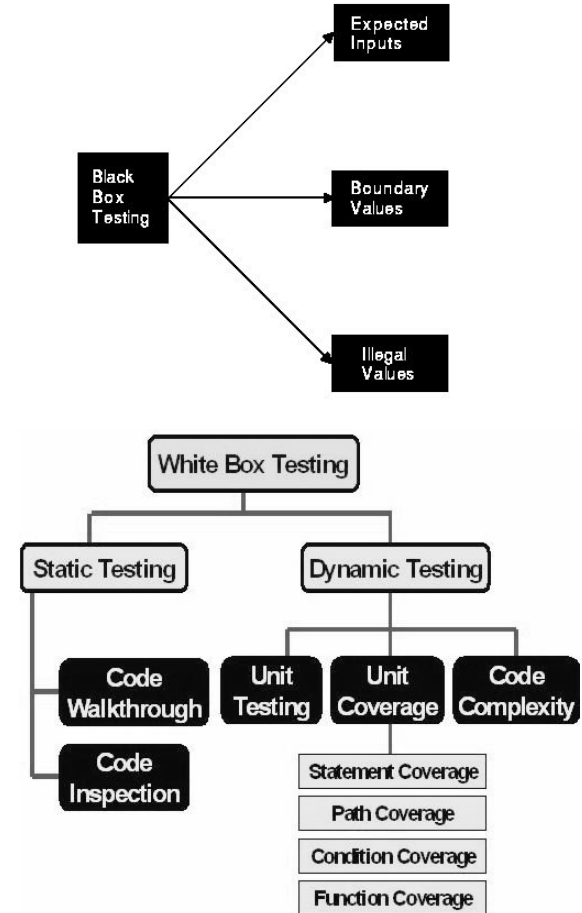 Expected
Inputs
Black
Box
Testing
Boundary
Values
Illegal
Values
White Box Testing
Static Testing
Dynamic Testing
Code
Walkthrough
Unit
Testing
Unit
Coverage
Code
Complexity
Code
Inspection
Statement Coverage
Path Coverage
Condition Coverage
Function Coverage